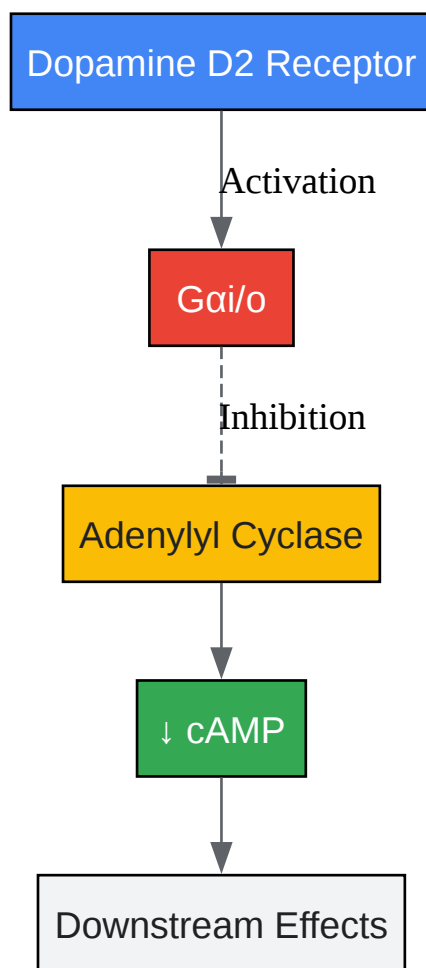 Dopamine D2 Receptor
Activation
Gαi/o
Inhibition
Adenylyl Cyclase
↓ cAMP
Downstream Effects